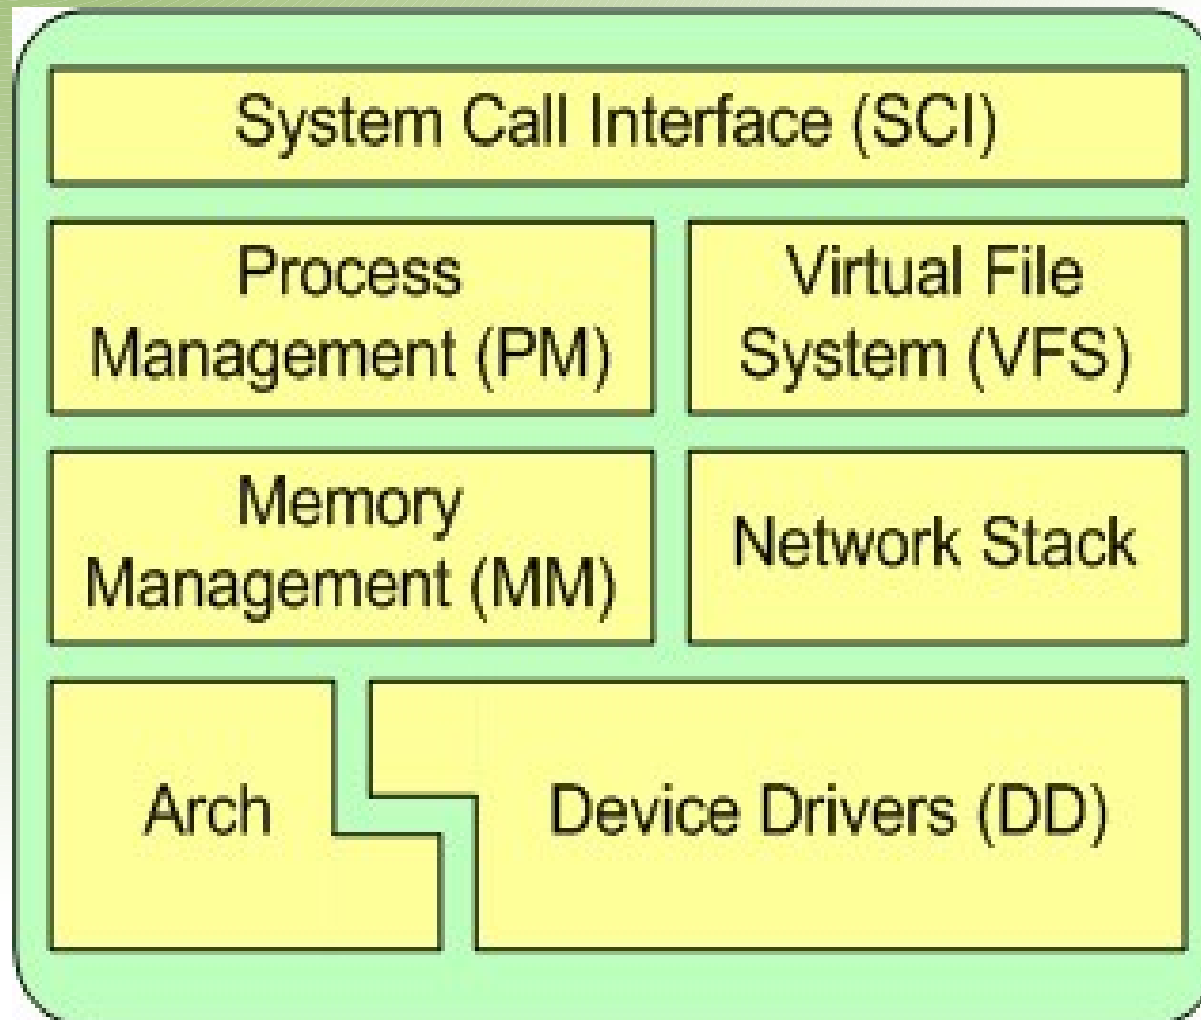 System Call Interface (SCI)
Process
Management (PM)
Virtual File
System (VFS)
Memory
Management (MM)
Network Stack
Arch
Device Drivers (DD)